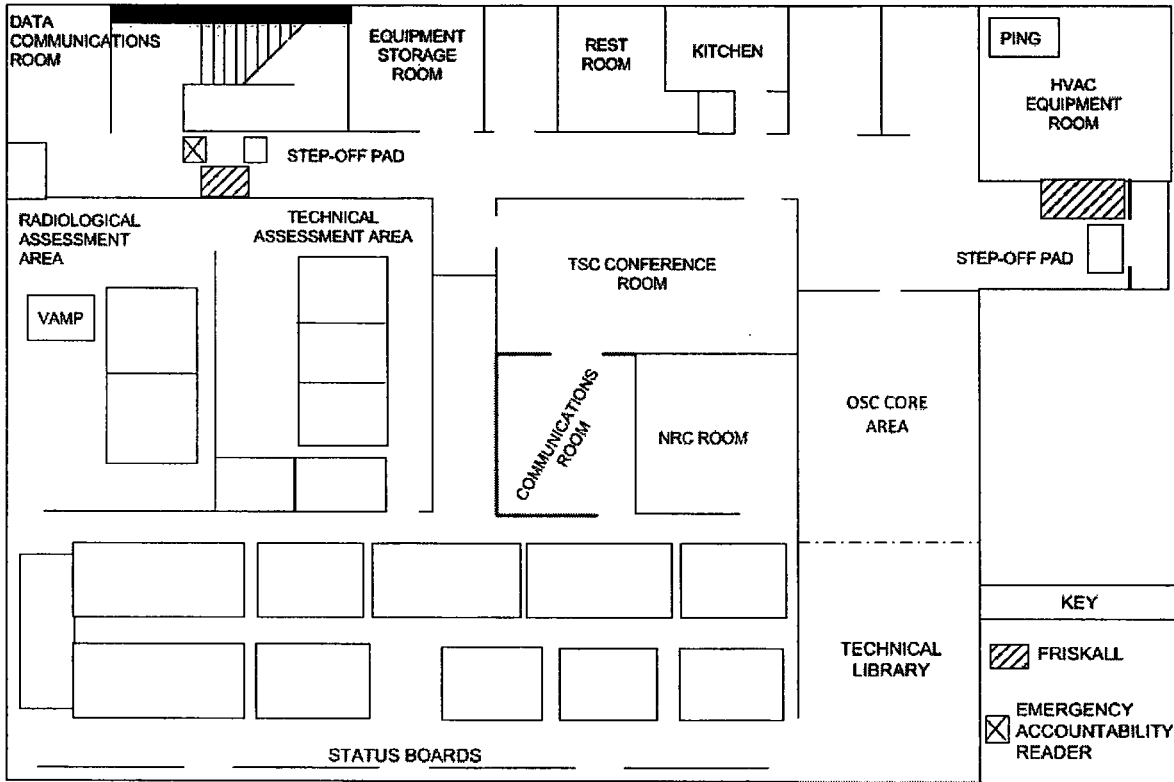 DATA
COMMUNICATIONS
ROOM
EQUIPMENT
STORAGE
ROOM
REST
ROOM
KITCHEN
PING
HVAC
EQUIPMENT
ROOM
STEP-OFF PAD
RADIOLOGICAL
ASSESSMENT
AREA
TECHNICAL
ASSESSMENT AREA
TSC CONFERENCE
ROOM
STEP-OFF PAD
VAMP
COMMUNICATIONS
ROOM
NRC ROOM
OSC CORE
AREA
TECHNICAL
LIBRARY
STATUS BOARDS
KEY
FRISKALL
EMERGENCY
ACCOUNTABILITY
READER